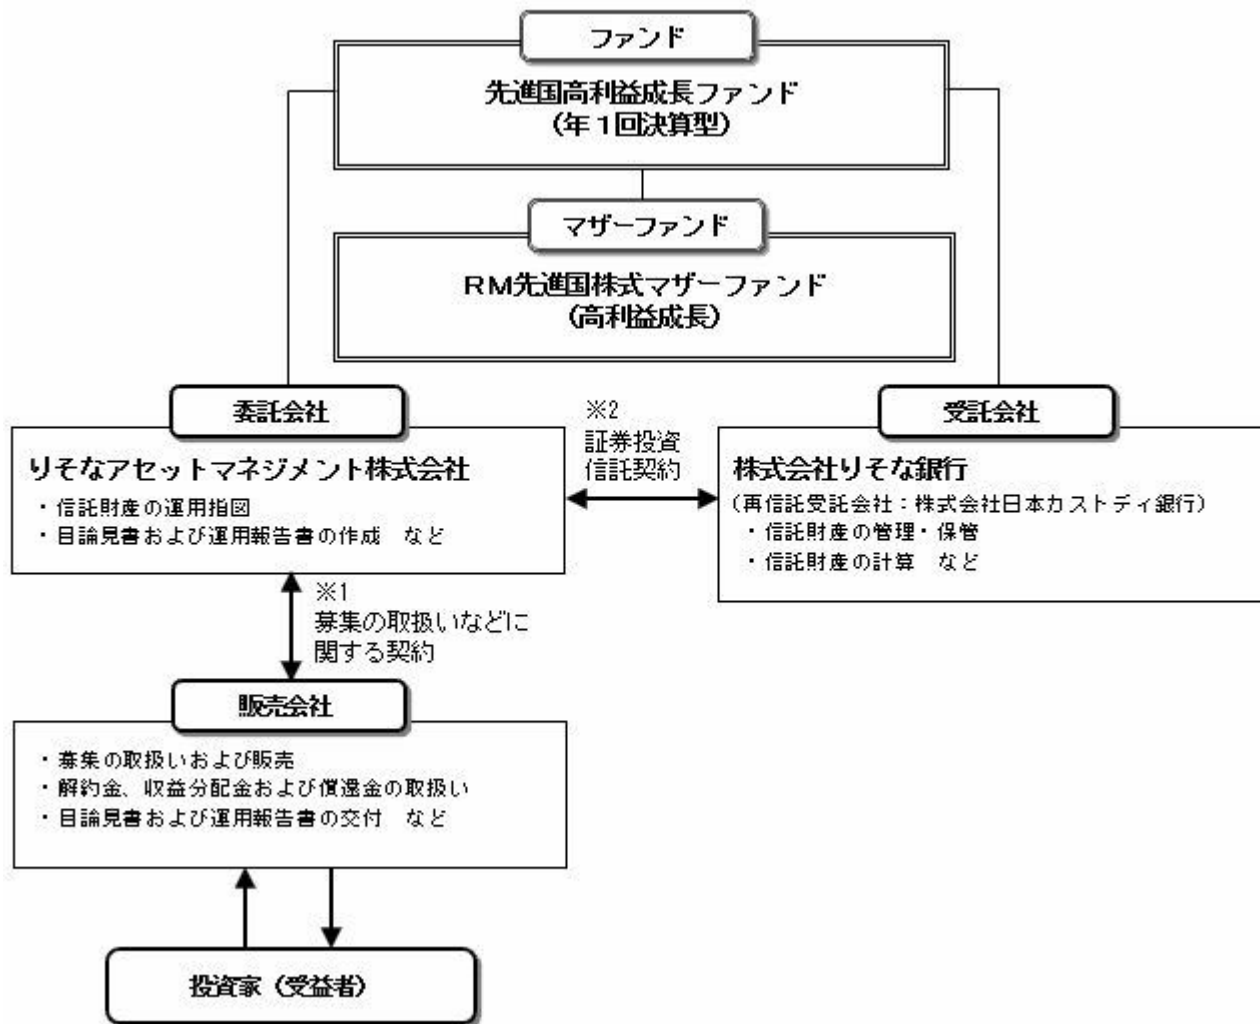 ファンド
先進国高利益成長ファンド
(年1回決算型)
マザーファンド
RM先進国株式マザーファンド
(高利益成長)
委託会社
りそなアセットマネジメント株式会社
・信託財産の運用指図
・目論見書および運用報告書の作成 など
※2
証券投資
信託契約
受託会社
株式会社りそな銀行
(再信託受託会社:株式会社日本カストディ銀行)
・信託財産の管理・保管
・信託財産の計算 など
※1
募集の取扱いなどに
関する契約
販売会社
・募集の取扱いおよび販売
・解約金、収益分配金および償還金の取扱い
・目論見書および運用報告書の交付 など
投資家(受益者)